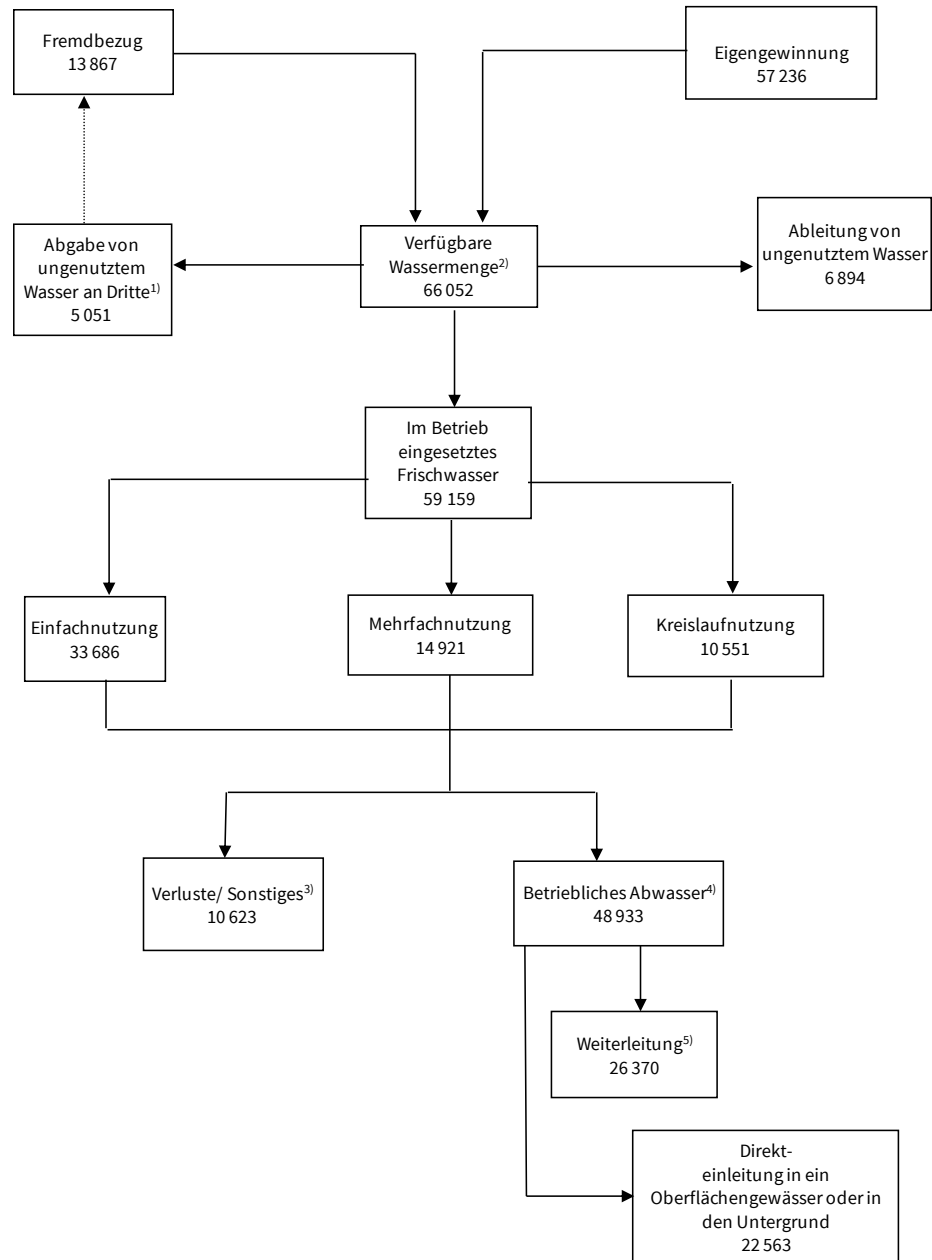 Fremdbezug
13 867
Eigengewinnung
57 236
Abgabe von
ungenutztem
Wasser an Dritte1)
5 051
Verfügbare
Wassermenge2)
66 052
Ableitung von
ungenutztem Wasser
6 894
Im Betrieb
eingesetztes
Frischwasser
59 159
Einfachnutzung
33 686
Mehrfachnutzung
14 921
Kreislaufnutzung
10 551
Verluste/ Sonstiges3)
10 623
Betriebliches Abwasser4)
48 933
Weiterleitung5)
26 370
Direkt-
einleitung in ein
Oberflächengewässer oder in
den Untergrund
22 563